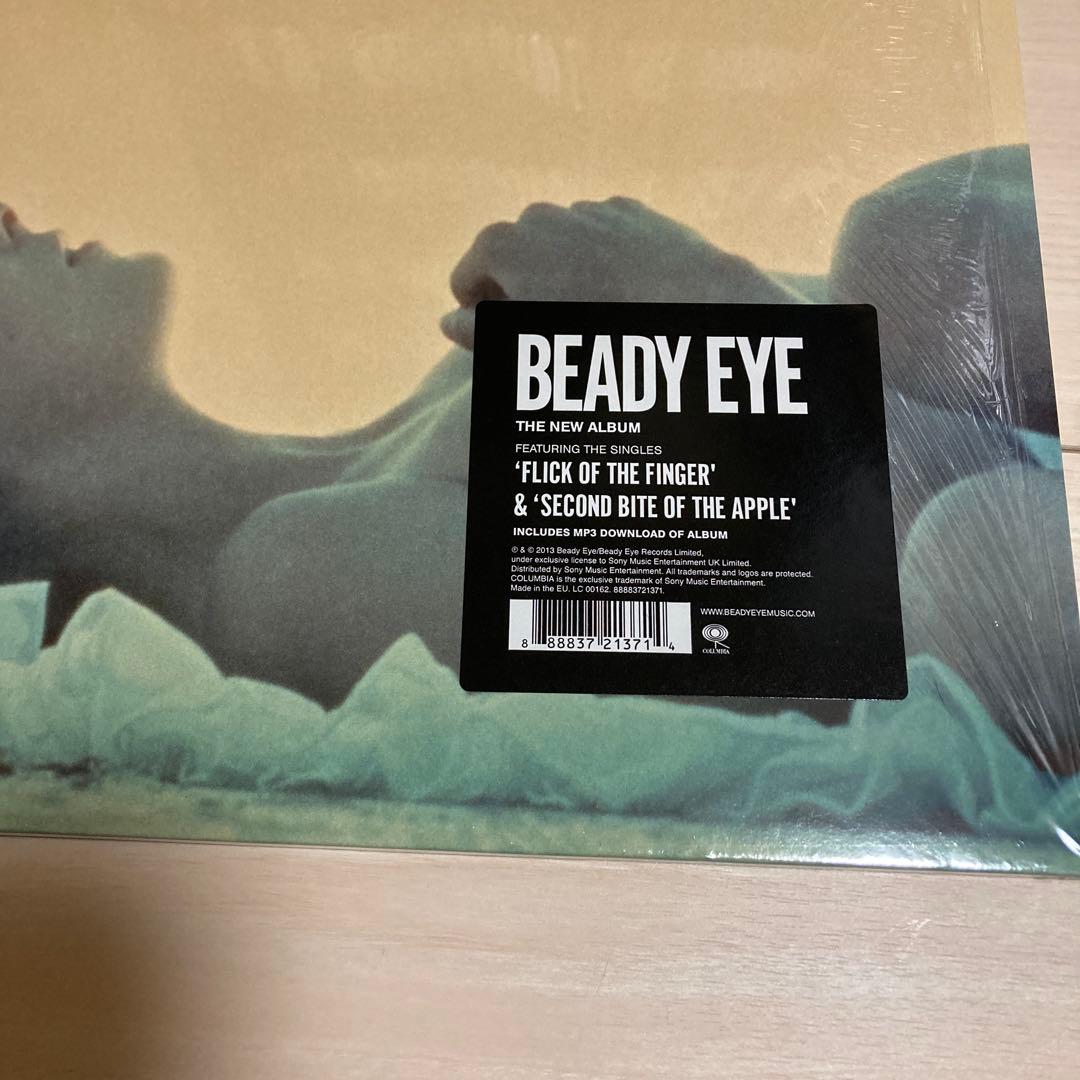 BEADY EYE
THE NEW ALBUM
FEATURING THE SINGLES
‘FLICK OF THE FINGER'
& ‘SECOND BITE OF THE APPLE'
INCLUDES MP3 DOWNLOAD OF ALBUM
℗ & © 2013 Beady Eye/Beady Eye Records Limited,
under exclusive license to Sony Music Entertainment UK Limited.
Distributed by Sony Music Entertainment. All trademarks and logos are protected.
COLUMBIA is the exclusive trademark of Sony Music Entertainment.
Made in the EU. LC 00162. 88883721371.
WWW.BEADYEYEMUSIC.COM
8 88837 21371 4
COLUMBIA